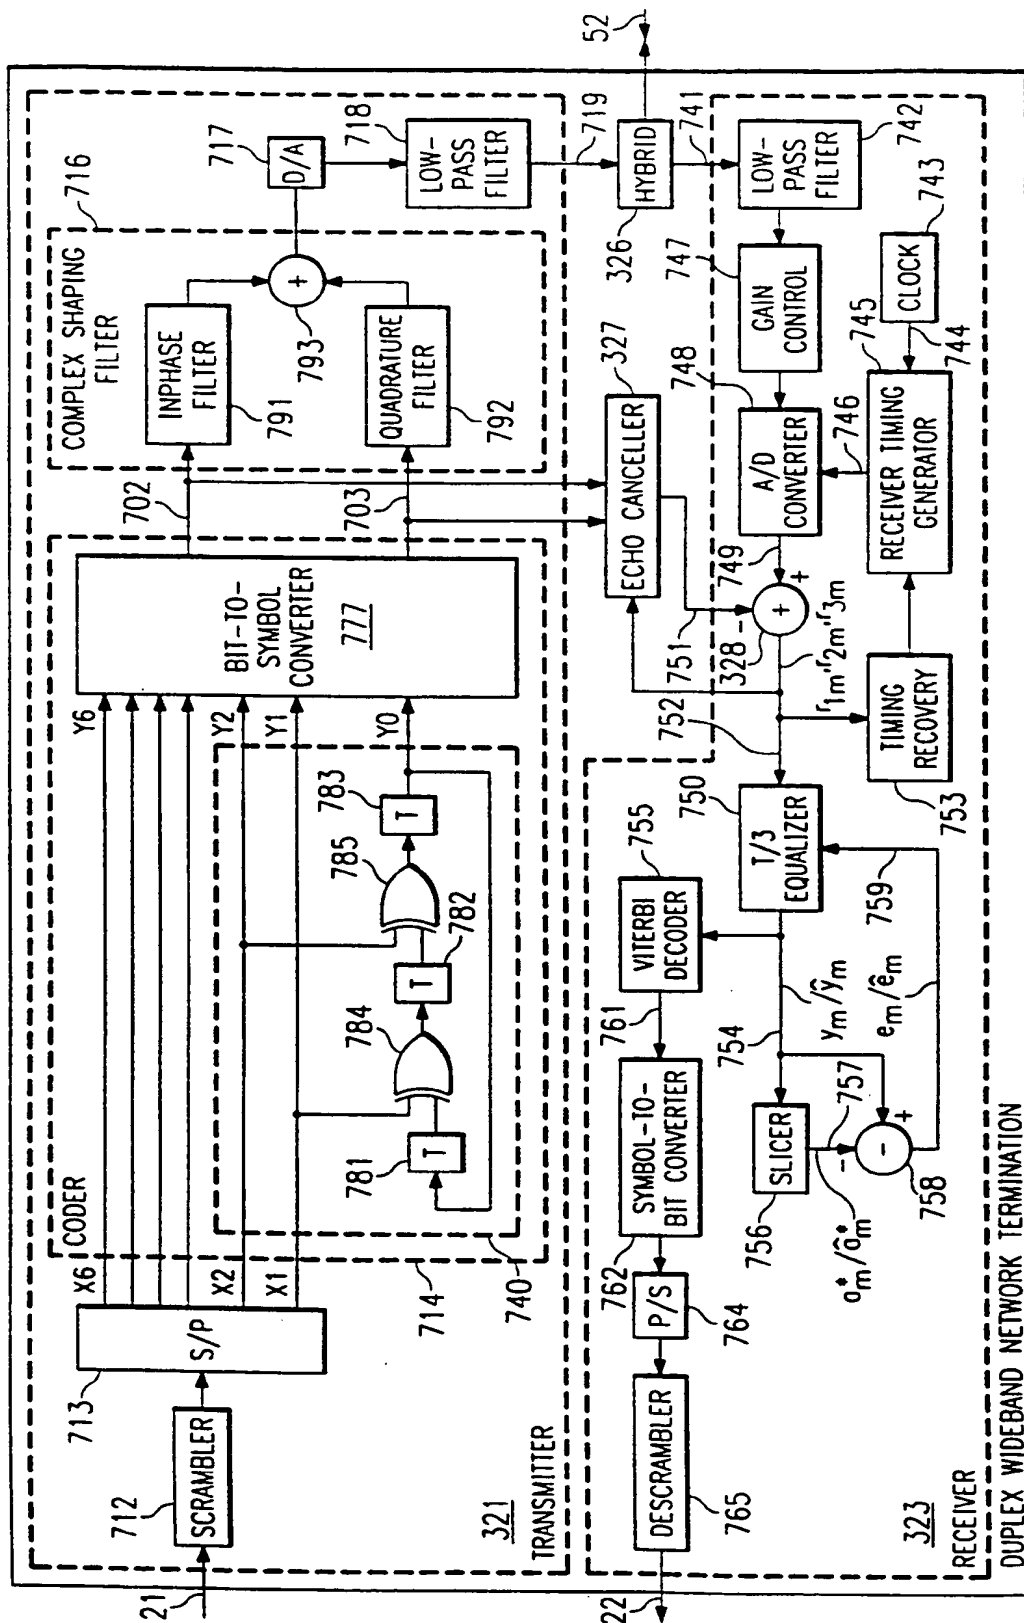 21
712
SCRAMBLER
713
S/P
X6
X2
X1
CODER
714
740
781
T
784
782
T
785
783
T
Y6
Y2
Y1
Y0
BIT-TO-
SYMBOL
CONVERTER
777
702
703
COMPLEX SHAPING
FILTER
716
INPHASE
FILTER
791
QUADRATURE
FILTER
792
+
793
D/A
717
LOW-
PASS
FILTER
718
719
321
TRANSMITTER
HYBRID
326
52
741
ECHO CANCELLER
327
751
LOW-
PASS
FILTER
742
GAIN
CONTROL
747
A/D
CONVERTER
748
749
746
CLOCK
743
744
RECEIVER TIMING
GENERATOR
745
+
+
-
328
r1m,r2m,r3m
752
TIMING
RECOVERY
753
T/3
EQUALIZER
750
759
VITERBI
DECODER
755
754
ym/ŷm
em/êm
761
SYMBOL-TO-
BIT CONVERTER
762
SLICER
756
757
a*m/â*m
-
-
+
758
P/S
764
DESCRAMBLER
765
22
323
RECEIVER
DUPLEX WIDEBAND NETWORK TERMINATION